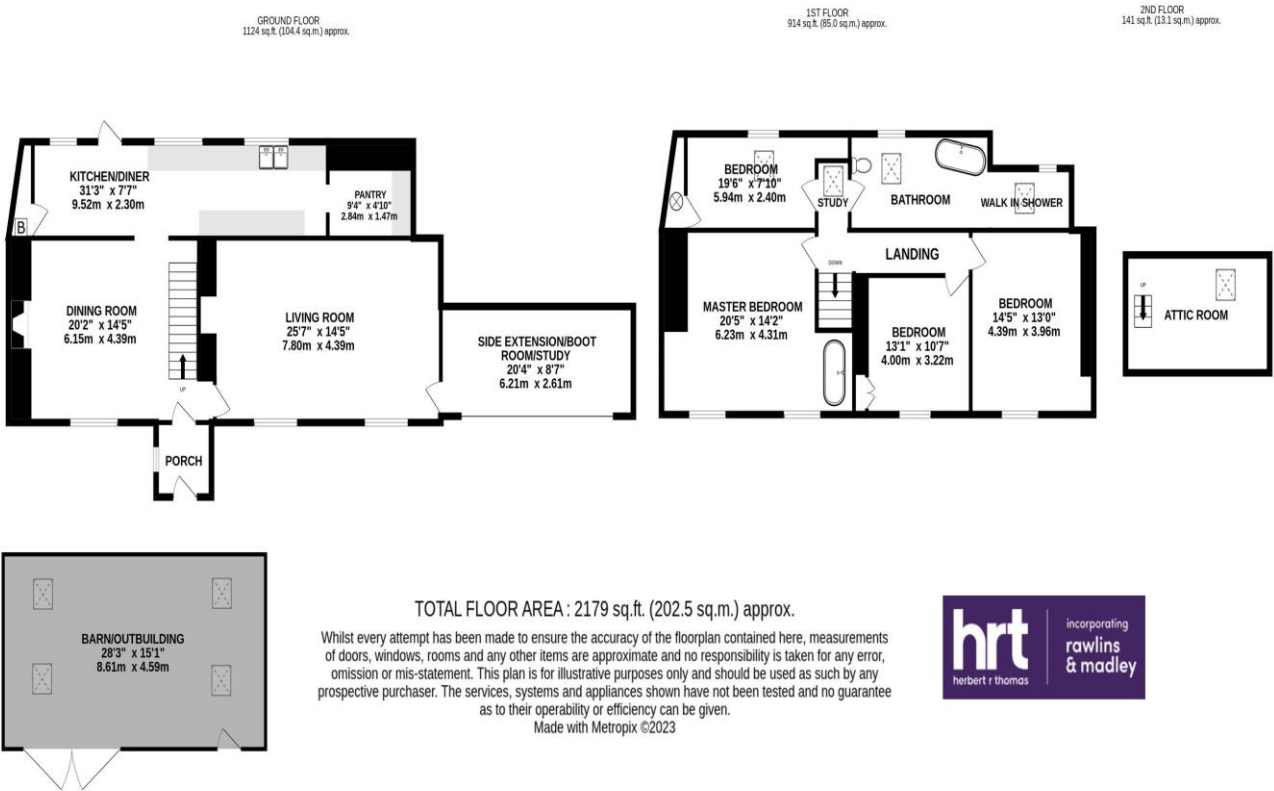 GROUND FLOOR
1124 sq.ft. (104.4 sq.m.) approx.
1ST FLOOR
914 sq.ft. (85.0 sq.m.) approx.
2ND FLOOR
141 sq.ft. (13.1 sq.m.) approx.
KITCHEN/DINER
31'3" x 7'7"
9.52m x 2.30m
PANTRY
9'4" x 4'10"
2.84m x 1.47m
B
DINING ROOM
20'2" x 14'5"
6.15m x 4.39m
UP
LIVING ROOM
25'7" x 14'5"
7.80m x 4.39m
SIDE EXTENSION/BOOT
ROOM/STUDY
20'4" x 8'7"
6.21m x 2.61m
PORCH
BEDROOM
19'6" x 7'10"
5.94m x 2.40m
STUDY
BATHROOM
WALK IN SHOWER
LANDING
DOWN
MASTER BEDROOM
20'5" x 14'2"
6.23m x 4.31m
BEDROOM
13'1" x 10'7"
4.00m x 3.22m
BEDROOM
14'5" x 13'0"
4.39m x 3.96m
UP
ATTIC ROOM
BARN/OUTBUILDING
28'3" x 15'1"
8.61m x 4.59m
TOTAL FLOOR AREA : 2179 sq.ft. (202.5 sq.m.) approx.
Whilst every attempt has been made to ensure the accuracy of the floorplan contained here, measurements
of doors, windows, rooms and any other items are approximate and no responsibility is taken for any error,
omission or mis-statement. This plan is for illustrative purposes only and should be used as such by any
prospective purchaser. The services, systems and appliances shown have not been tested and no guarantee
as to their operability or efficiency can be given.
Made with Metropix ©2023
hrt
herbert r thomas
incorporating
rawlins
& madley